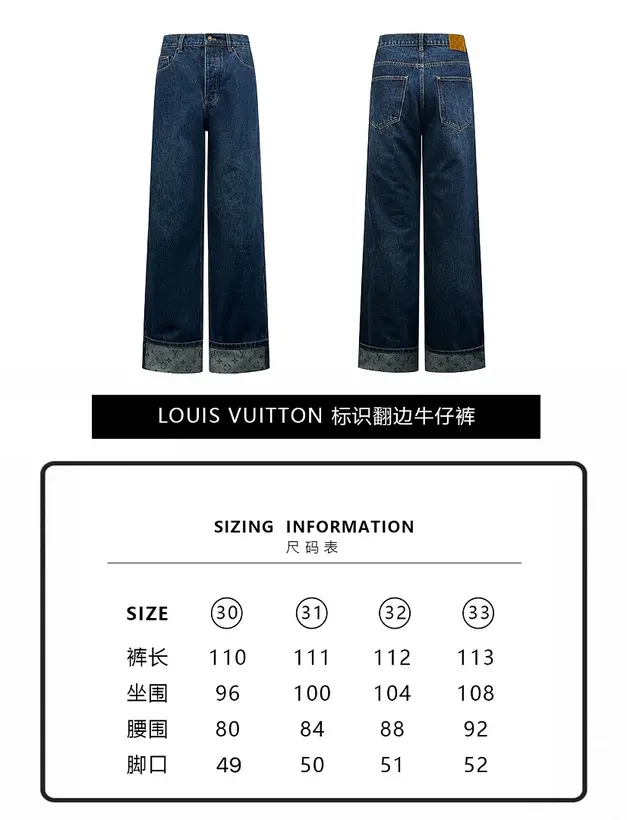 LOUIS VUITTON 标识翻边牛仔裤
SIZING INFORMATION
尺码表
SIZE 30 31 32 33
裤长 110 111 112 113
坐围 96 100 104 108
腰围 80 84 88 92
脚口 49 50 51 52